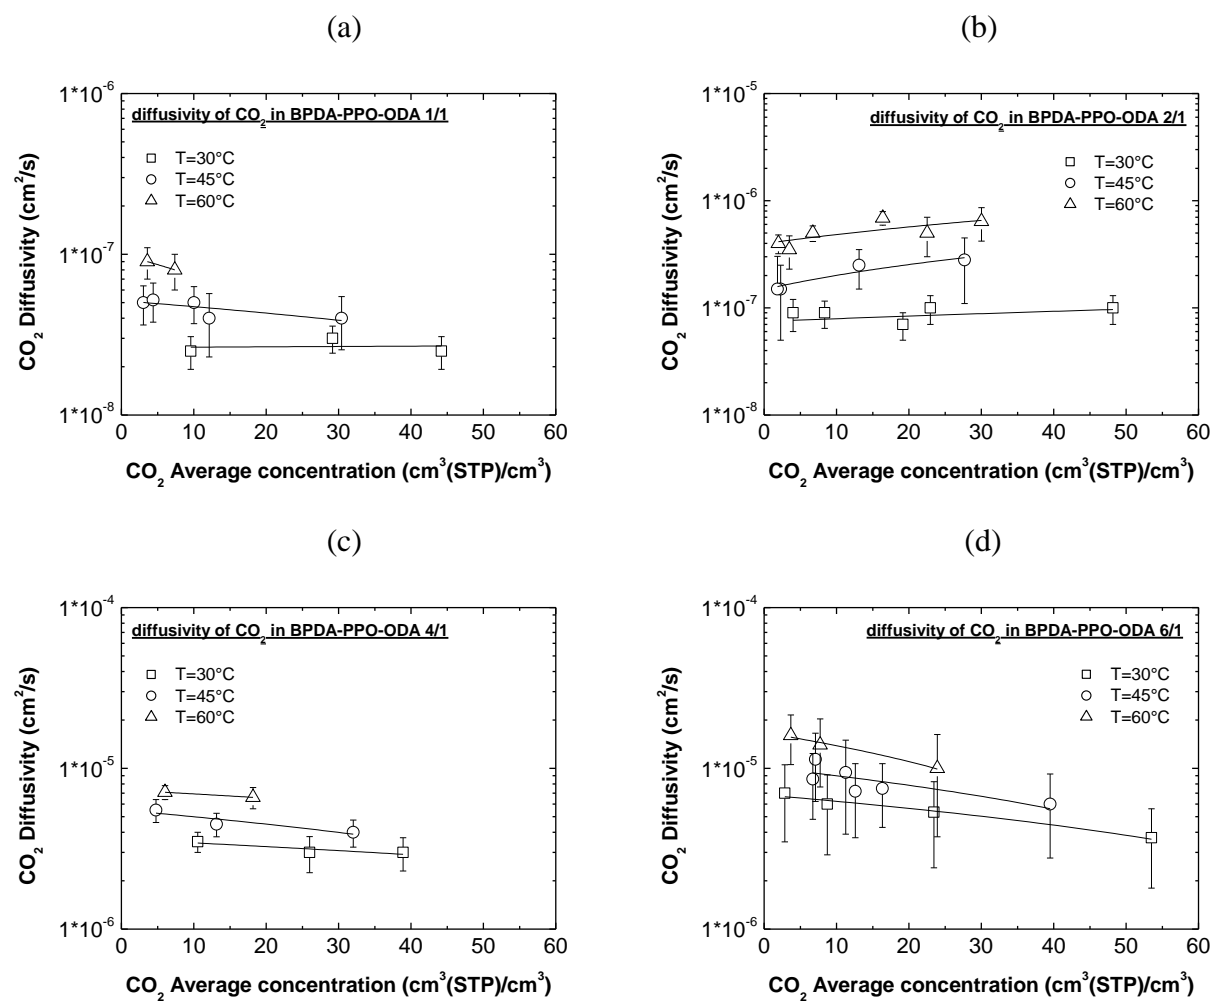 (a)
diffusivity of CO₂ in BPDA-PPO-ODA 1/1
T=30°C
T=45°C
T=60°C
1*10⁻⁶
1*10⁻⁷
1*10⁻⁸
CO₂ Diffusivity (cm²/s)
0 10 20 30 40 50 60
CO₂ Average concentration (cm³(STP)/cm³)
(b)
diffusivity of CO₂ in BPDA-PPO-ODA 2/1
T=30°C
T=45°C
T=60°C
1*10⁻⁵
1*10⁻⁶
1*10⁻⁷
1*10⁻⁸
CO₂ Diffusivity (cm²/s)
0 10 20 30 40 50 60
CO₂ Average concentration (cm³(STP)/cm³)
(c)
diffusivity of CO₂ in BPDA-PPO-ODA 4/1
T=30°C
T=45°C
T=60°C
1*10⁻⁴
1*10⁻⁵
1*10⁻⁶
CO₂ Diffusivity (cm²/s)
0 10 20 30 40 50 60
CO₂ Average concentration (cm³(STP)/cm³)
(d)
diffusivity of CO₂ in BPDA-PPO-ODA 6/1
T=30°C
T=45°C
T=60°C
1*10⁻⁴
1*10⁻⁵
1*10⁻⁶
CO₂ Diffusivity (cm²/s)
0 10 20 30 40 50 60
CO₂ Average concentration (cm³(STP)/cm³)